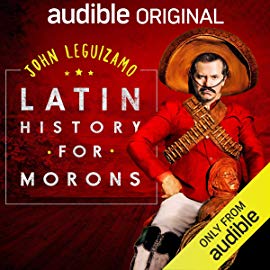 audible ORIGINAL
JOHN LEGUIZAMO
LATIN
HISTORY
·FOR·
MORONS
ONLY FROM
audible